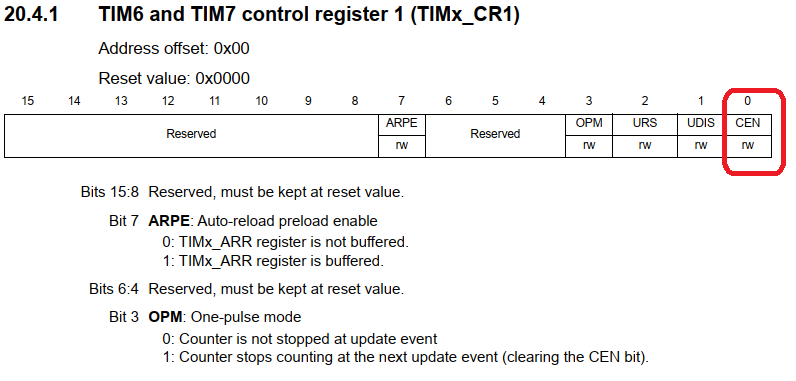 20.4.1 TIM6 and TIM7 control register 1 (TIMx_CR1)
Address offset: 0x00
Reset value: 0x0000
15 14 13 12 11 10 9 8 7 6 5 4 3 2 1 0
Reserved ARPE Reserved OPM URS UDIS CEN
rw rw rw rw rw
Bits 15:8 Reserved, must be kept at reset value.
Bit 7 ARPE: Auto-reload preload enable
0: TIMx_ARR register is not buffered.
1: TIMx_ARR register is buffered.
Bits 6:4 Reserved, must be kept at reset value.
Bit 3 OPM: One-pulse mode
0: Counter is not stopped at update event
1: Counter stops counting at the next update event (clearing the CEN bit).